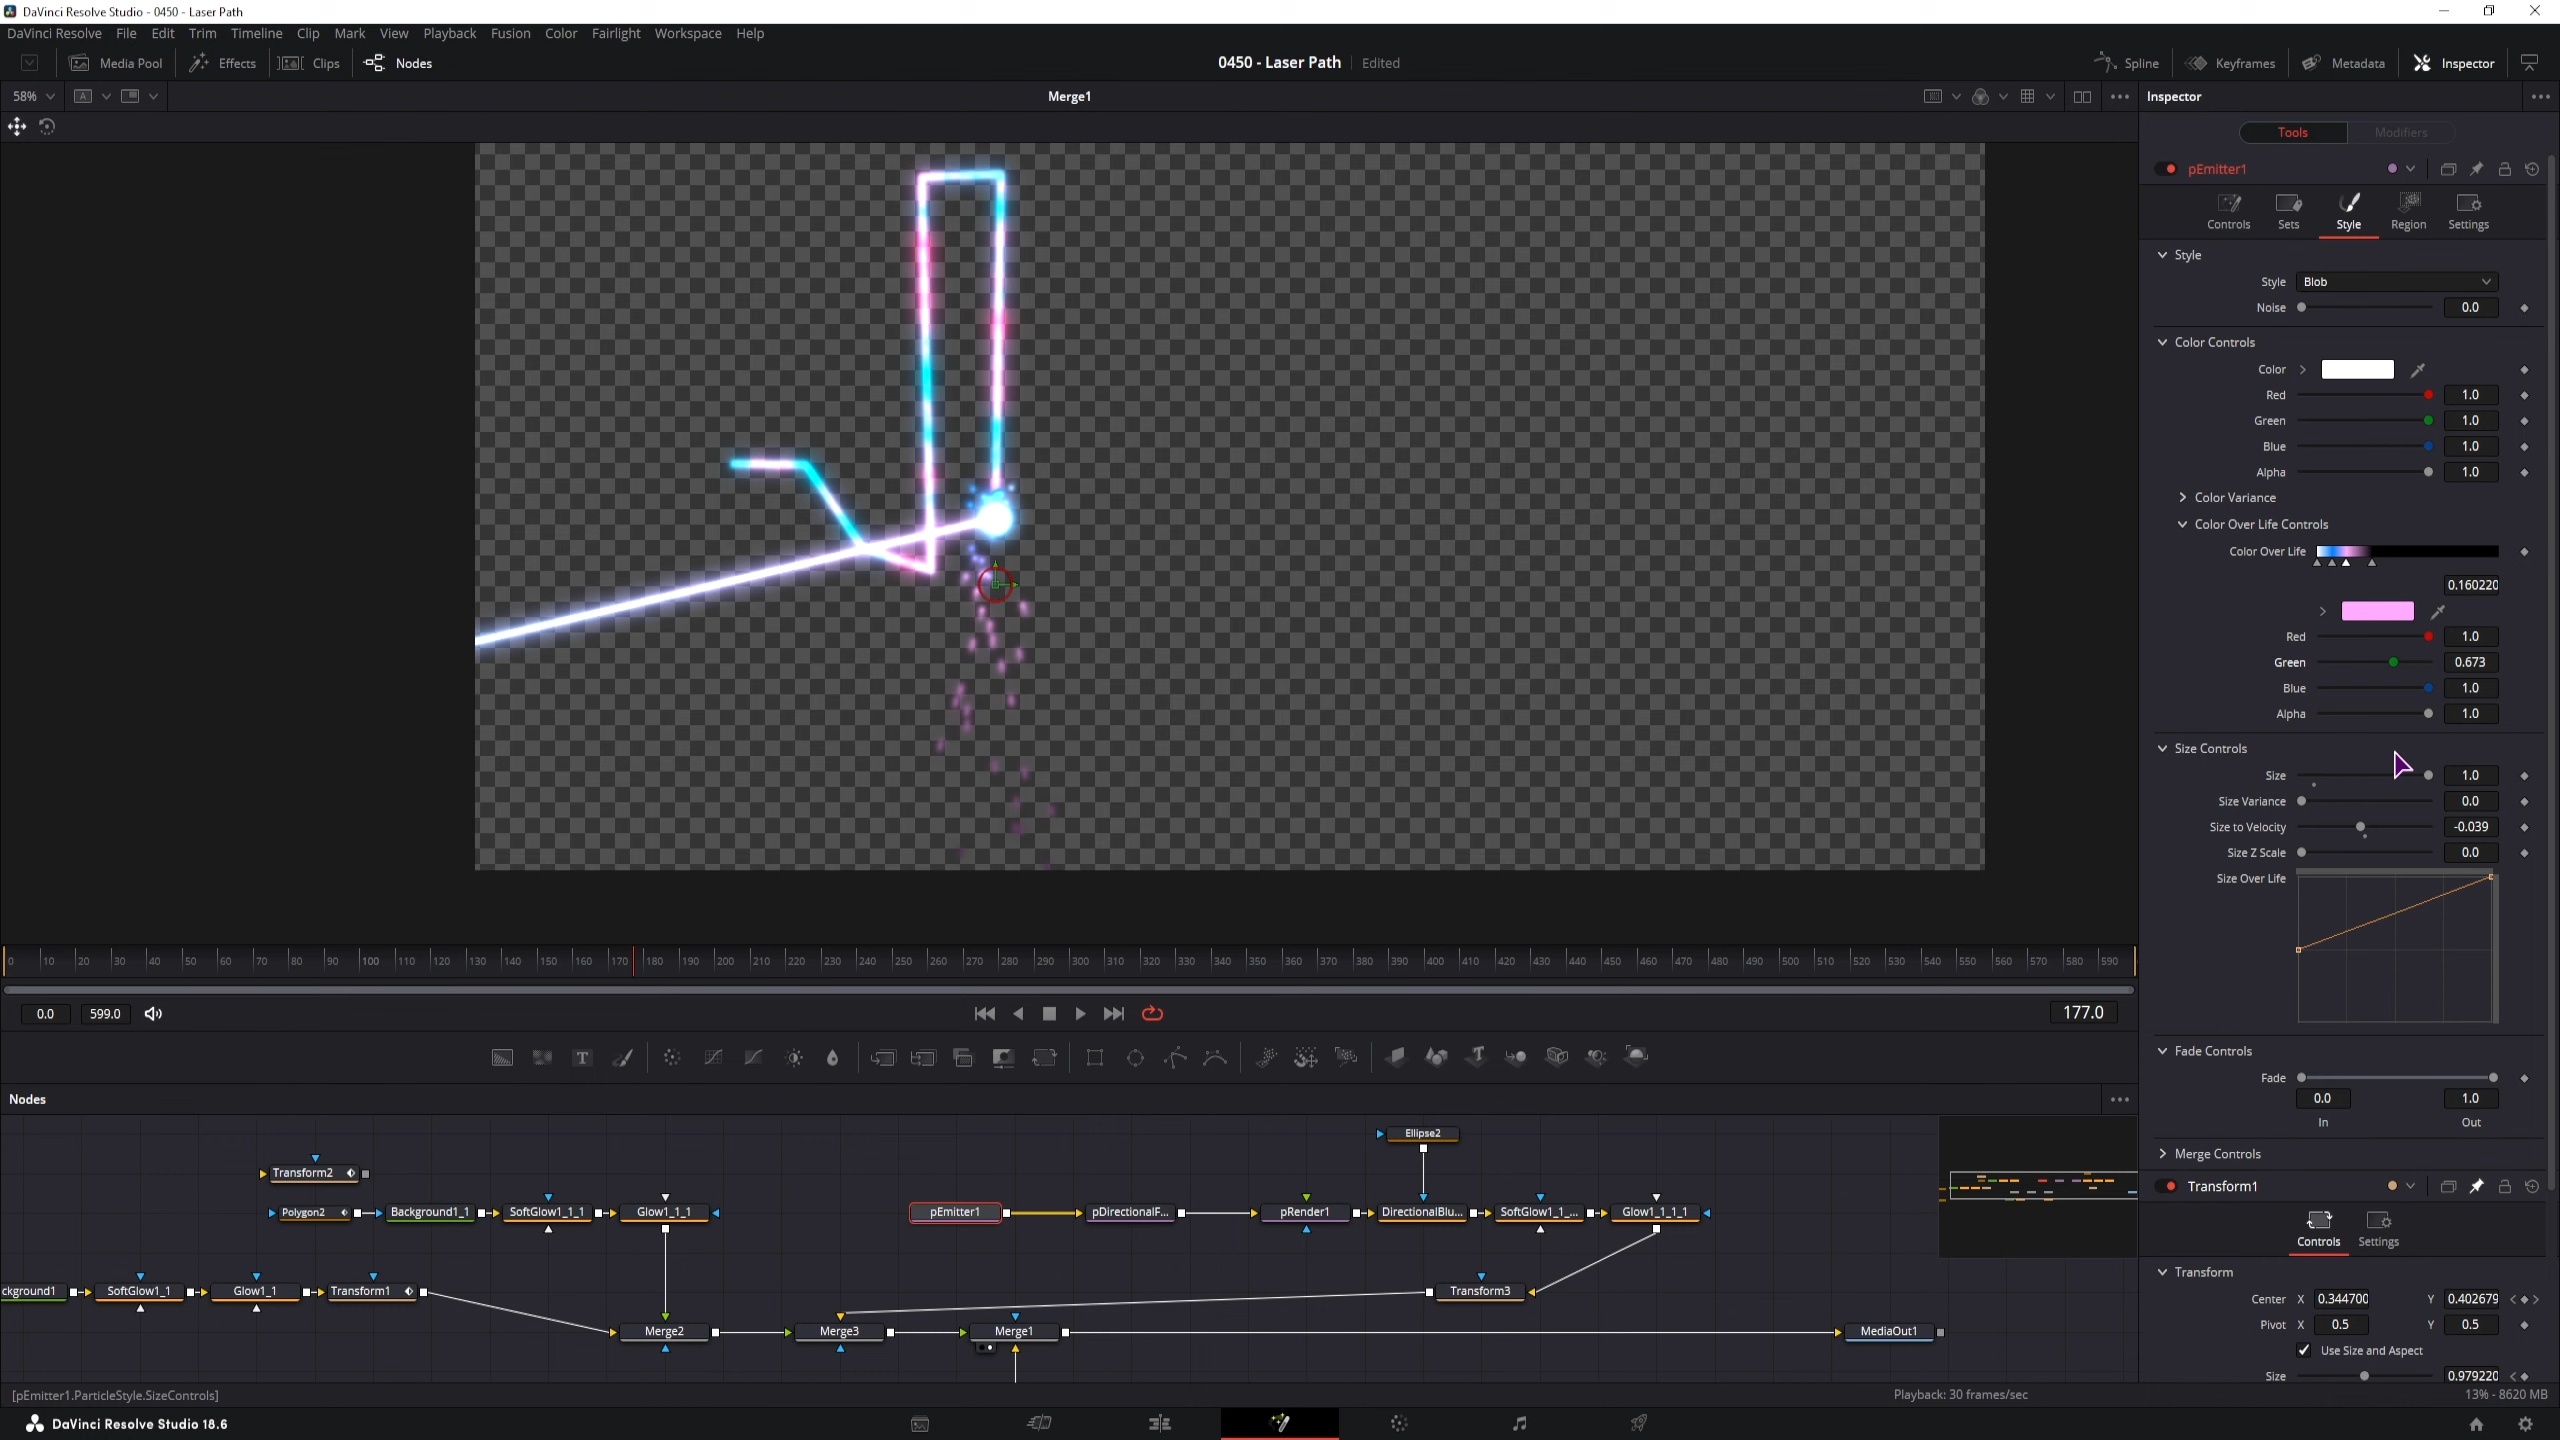 DaVinci Resolve Studio - 0450 - Laser Path
DaVinci Resolve File Edit Trim Timeline Clip Mark View Playback Fusion Color Fairlight Workspace Help
Media Pool Effects Clips Nodes 0450 - Laser Path Edited Spline Keyframes Metadata Inspector
58% A Merge1 Inspector
Tools Modifiers
pEmitter1
Controls Sets Style Region Settings
Style
Style Blob
Noise 0.0
Color Controls
Color
Red 1.0
Green 1.0
Blue 1.0
Alpha 1.0
Color Variance
Color Over Life Controls
Color Over Life
0.160220
Red 1.0
Green 0.673
Blue 1.0
Alpha 1.0
Size Controls
Size 1.0
Size Variance 0.0
Size to Velocity -0.039
Size Z Scale 0.0
Size Over Life
0 10 20 30 40 50 60 70 80 90 100 110 120 130 140 150 160 170 180 190 200 210 220 230 240 250 260 270 280 290 300 310 320 330 340 350 360 370 380 390 400 410 420 430 440 450 460 470 480 490 500 510 520 530 540 550 560 570 580 590
0.0 599.0 177.0
Fade Controls
Fade
0.0 1.0
In Out
Merge Controls
Transform1
Controls Settings
Transform
Center X 0.344700 Y 0.402679
Pivot X 0.5 Y 0.5
Use Size and Aspect
Size 0.979220
T
Nodes
Ellipse2
Transform2
Polygon2 Background1_1 SoftGlow1_1_1 Glow1_1_1 pEmitter1 pDirectionalF... pRender1 DirectionalBlu... SoftGlow1_1_... Glow1_1_1_1
ckground1 SoftGlow1_1 Glow1_1 Transform1 Transform3
Merge2 Merge3 Merge1 MediaOut1
[pEmitter1.ParticleStyle.SizeControls] Playback: 30 frames/sec 13% - 8620 MB
DaVinci Resolve Studio 18.6